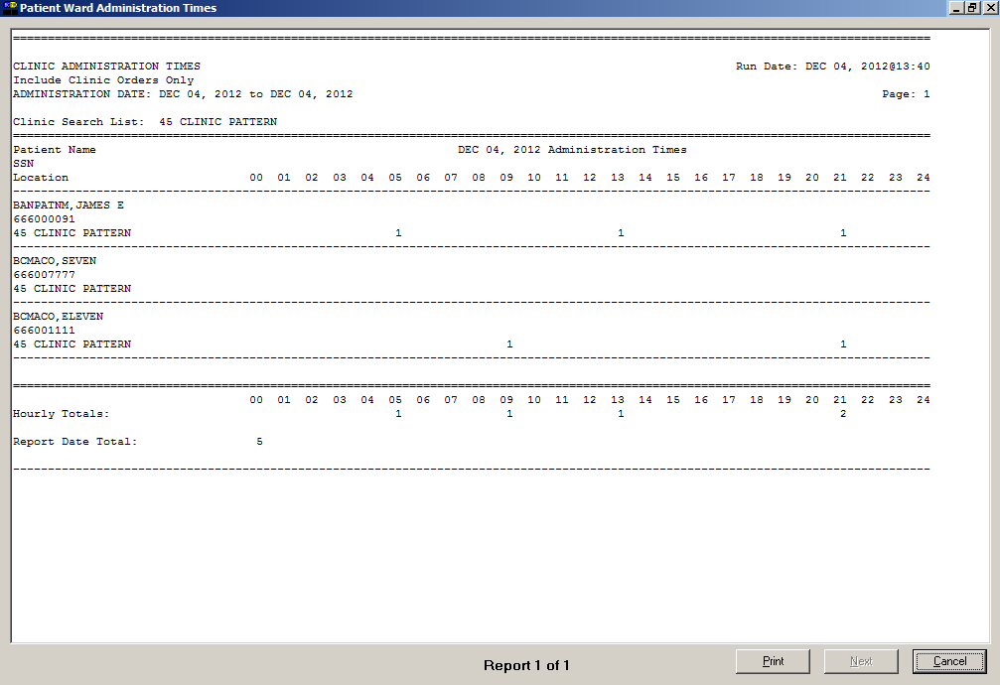 Patient Ward Administration Times
CLINIC ADMINISTRATION TIMES Run Date: DEC 04, 2012@13:40
Include Clinic Orders Only
ADMINISTRATION DATE: DEC 04, 2012 to DEC 04, 2012 Page: 1
Clinic Search List: 45 CLINIC PATTERN
Patient Name DEC 04, 2012 Administration Times
SSN
Location 00 01 02 03 04 05 06 07 08 09 10 11 12 13 14 15 16 17 18 19 20 21 22 23 24
BANPATNM,JAMES E
666000091
45 CLINIC PATTERN 1 1 1
BCMACO,SEVEN
666007777
45 CLINIC PATTERN
BCMACO,ELEVEN
666001111
45 CLINIC PATTERN 1 1
00 01 02 03 04 05 06 07 08 09 10 11 12 13 14 15 16 17 18 19 20 21 22 23 24
Hourly Totals: 1 1 1 2
Report Date Total: 5
Report 1 of 1 Print Next Cancel